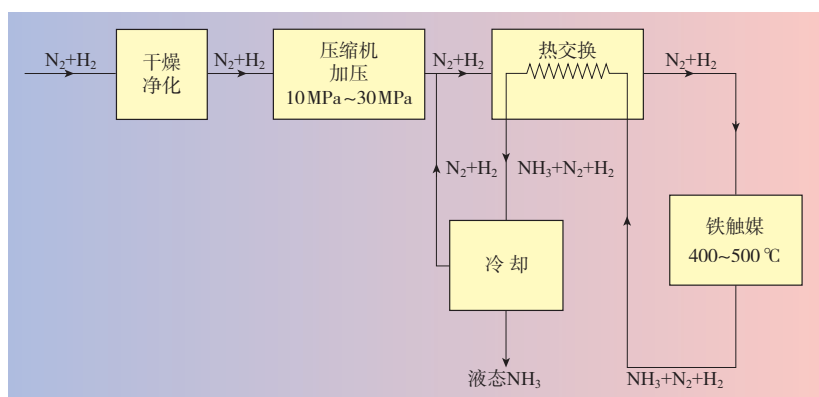 N₂+H₂
干燥
净化
N₂+H₂
压缩机
加压
10 MPa~30 MPa
N₂+H₂
热交换
N₂+H₂
N₂+H₂
NH₃+N₂+H₂
铁触媒
400~500 ℃
冷却
液态NH₃
NH₃+N₂+H₂